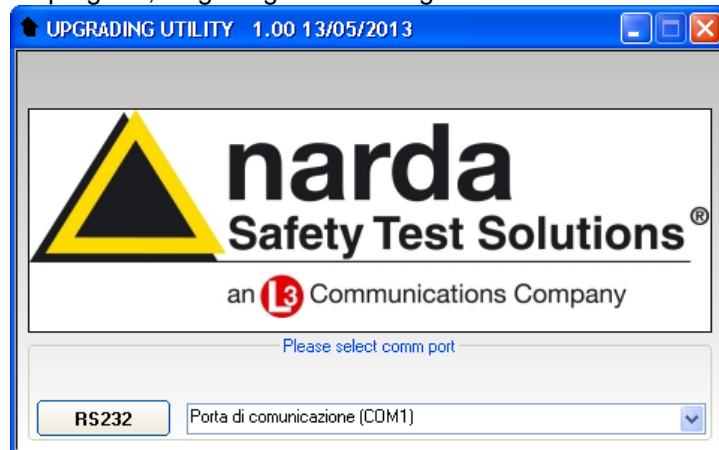 UPGRADING UTILITY 1.00 13/05/2013
narda
Safety Test Solutions®
an L3 Communications Company
Please select comm port
RS232 Porta di comunicazione (COM1)